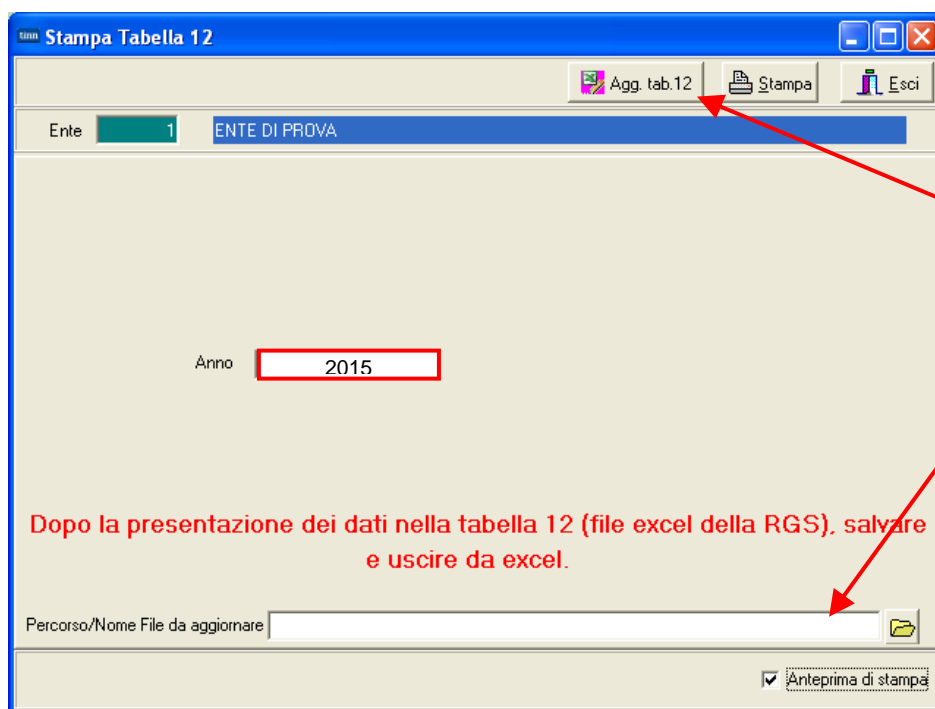 tinn Stampa Tabella 12
Agg. tab.12 Stampa Esci
Ente 1 ENTE DI PROVA
Anno 2015
Dopo la presentazione dei dati nella tabella 12 (file excel della RGS), salvare
e uscire da excel.
Percorso/Nome File da aggiornare
Anteprima di stampa